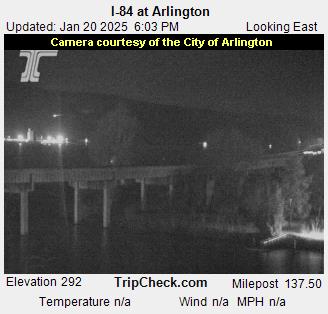 I-84 at Arlington
Updated: Jan 20 2025 6:03 PM Looking East
Camera courtesy of the City of Arlington
Elevation 292 TripCheck.com Milepost 137.50
Temperature n/a Wind n/a MPH n/a